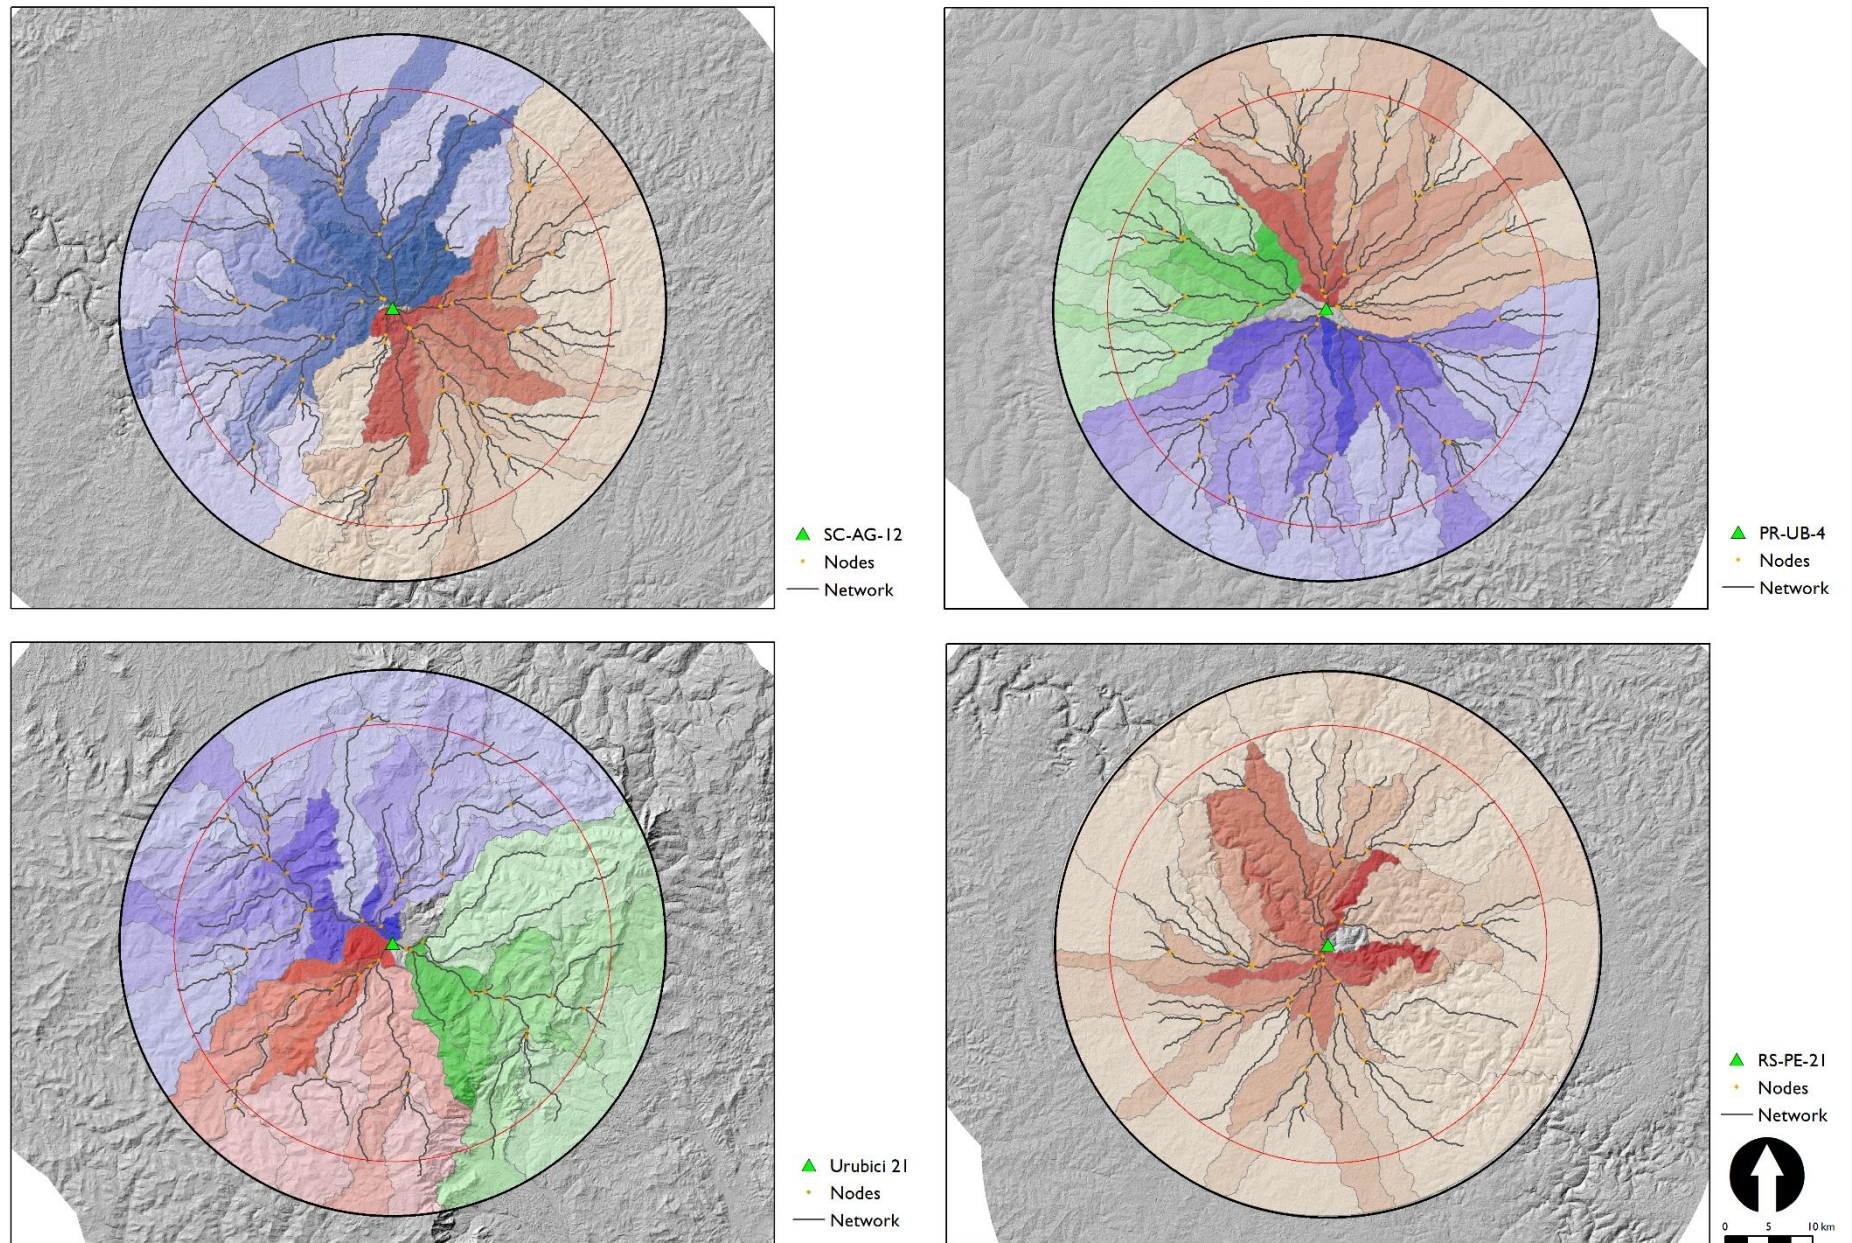 SC-AG-12
Nodes
Network
PR-UB-4
Nodes
Network
Urubici 21
Nodes
Network
RS-PE-21
Nodes
Network
0 5 10 km